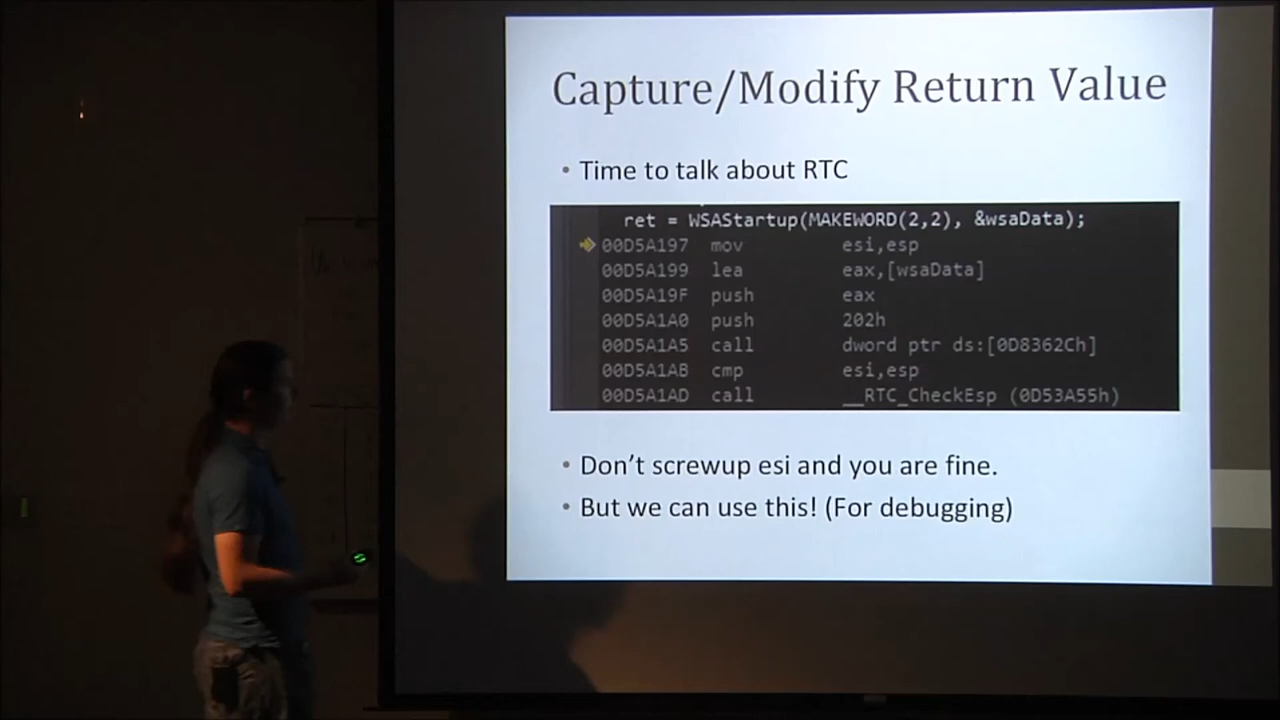 Capture/Modify Return Value
• Time to talk about RTC
ret = WSAStartup(MAKEWORD(2,2), &wsaData);
00D5A197 mov esi,esp
00D5A199 lea eax,[wsaData]
00D5A19F push eax
00D5A1A0 push 202h
00D5A1A5 call dword ptr ds:[0D8362Ch]
00D5A1AB cmp esi,esp
00D5A1AD call __RTC_CheckEsp (0D53A55h)
• Don't screwup esi and you are fine.
• But we can use this! (For debugging)